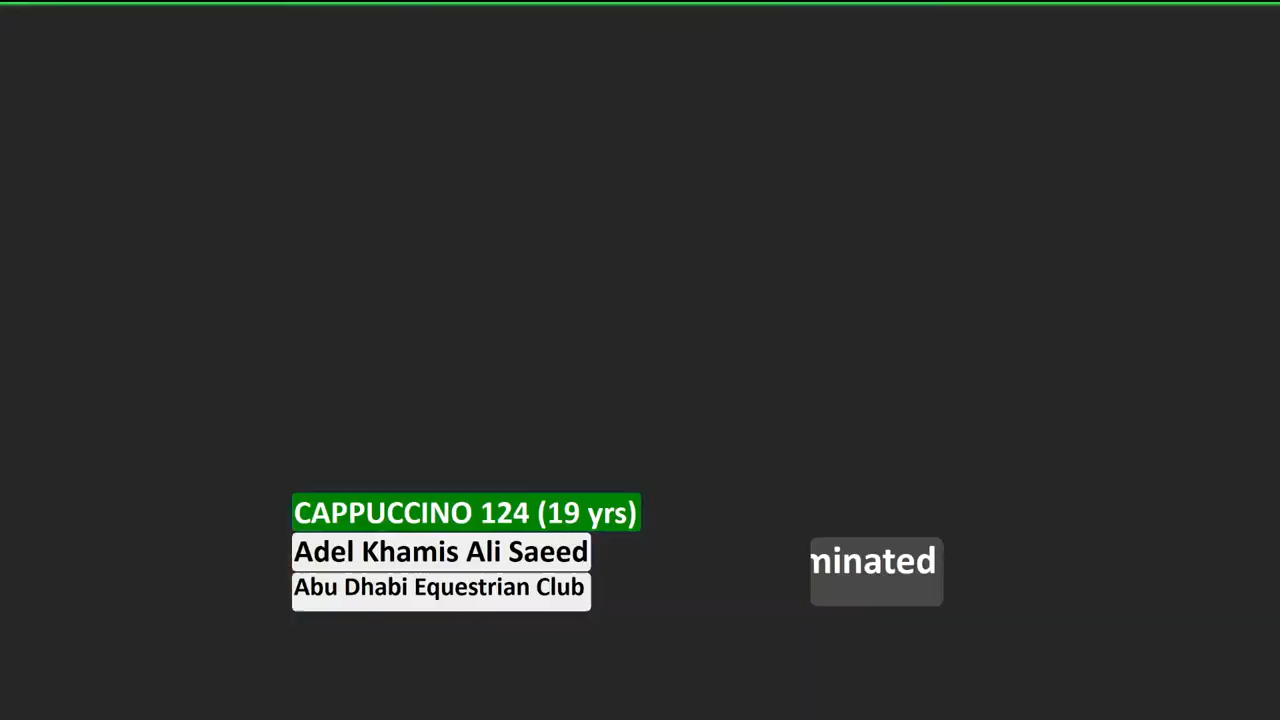 CAPPUCCINO 124 (19 yrs)
Adel Khamis Ali Saeed
Abu Dhabi Equestrian Club
minated